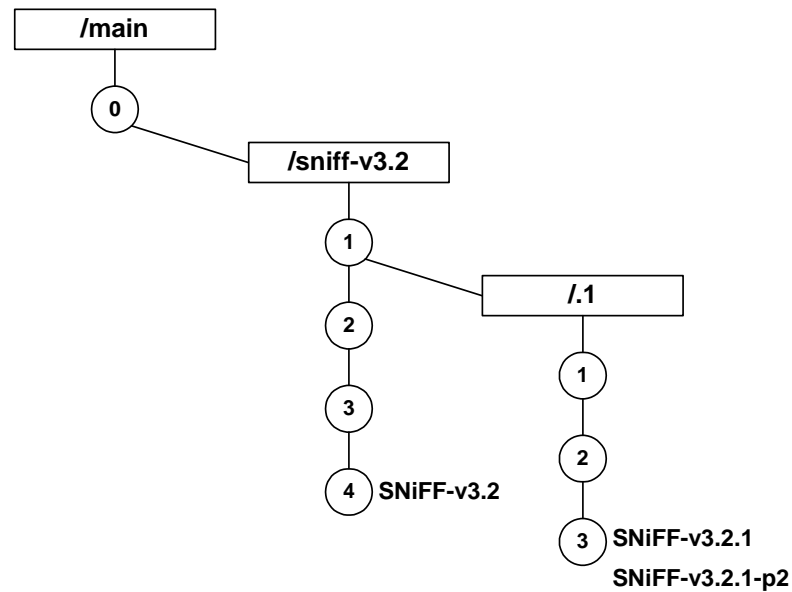 /main
0
/sniff-v3.2
1
/.1
2
1
3
2
4 SNiFF-v3.2
3 SNiFF-v3.2.1
SNiFF-v3.2.1-p2